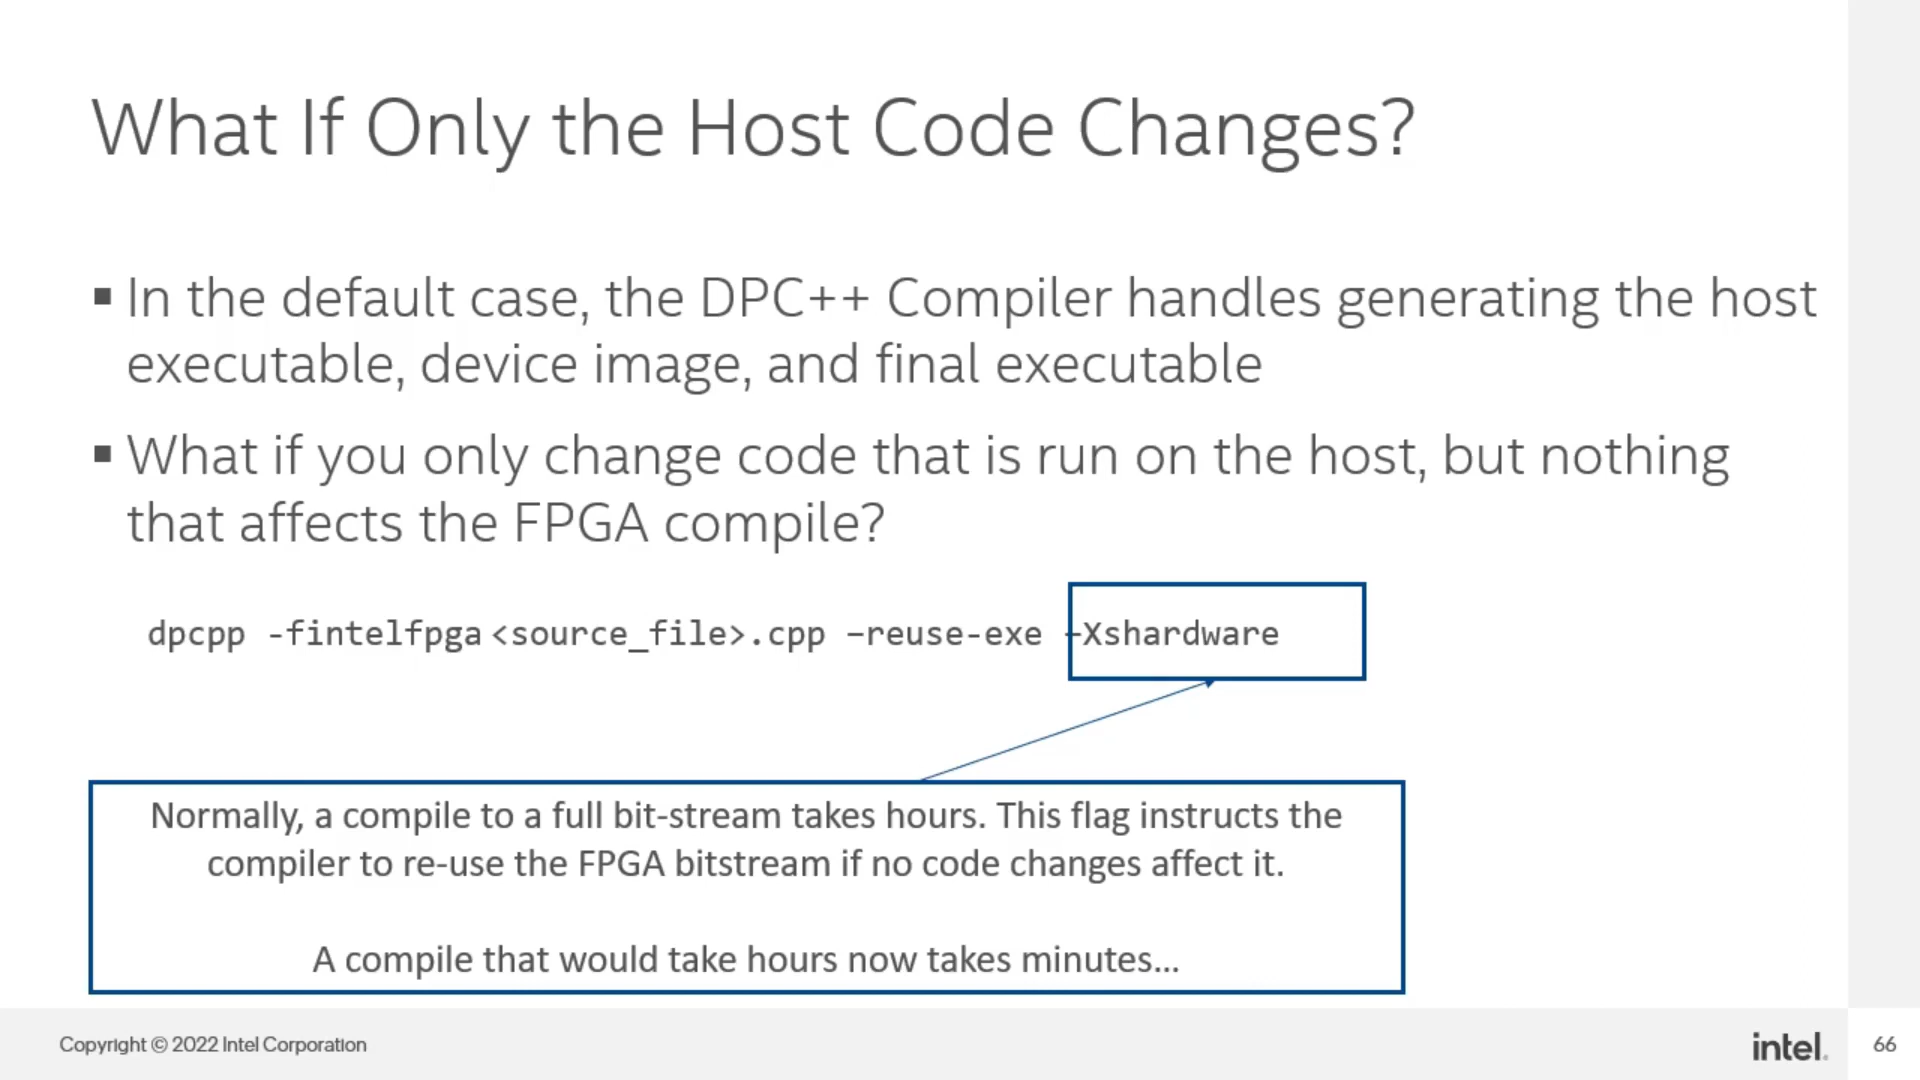 What If Only the Host Code Changes?
▪ In the default case, the DPC++ Compiler handles generating the host
executable, device image, and final executable
▪ What if you only change code that is run on the host, but nothing
that affects the FPGA compile?
dpcpp -fintelfpga <source_file>.cpp –reuse-exe –Xshardware
Normally, a compile to a full bit-stream takes hours. This flag instructs the
compiler to re-use the FPGA bitstream if no code changes affect it.
A compile that would take hours now takes minutes...
Copyright © 2022 Intel Corporation
intel.
66